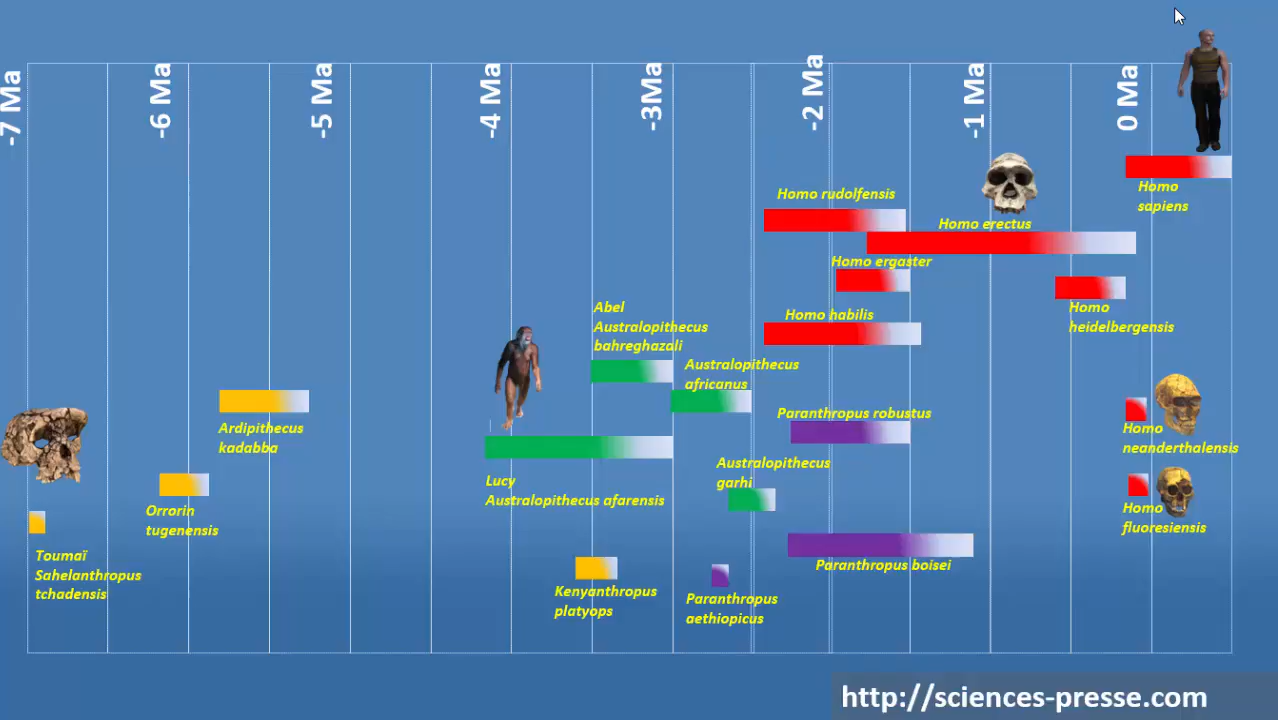 -7 Ma
-6 Ma
-5 Ma
-4 Ma
-3Ma
-2 Ma
-1 Ma
0 Ma
Homo
sapiens
Homo rudolfensis
Homo erectus
Homo ergaster
Homo
heidelbergensis
Homo habilis
Abel
Australopithecus
bahreghazali
Australopithecus
africanus
Ardipithecus
kadabba
Paranthropus robustus
Homo
neanderthalensis
Australopithecus
garhi
Lucy
Australopithecus afarensis
Orrorin
tugenensis
Homo
fluoresiensis
Toumaï
Sahelanthropus
tchadensis
Paranthropus boisei
Kenyanthropus
platyops
Paranthropus
aethiopicus
http://sciences-presse.com